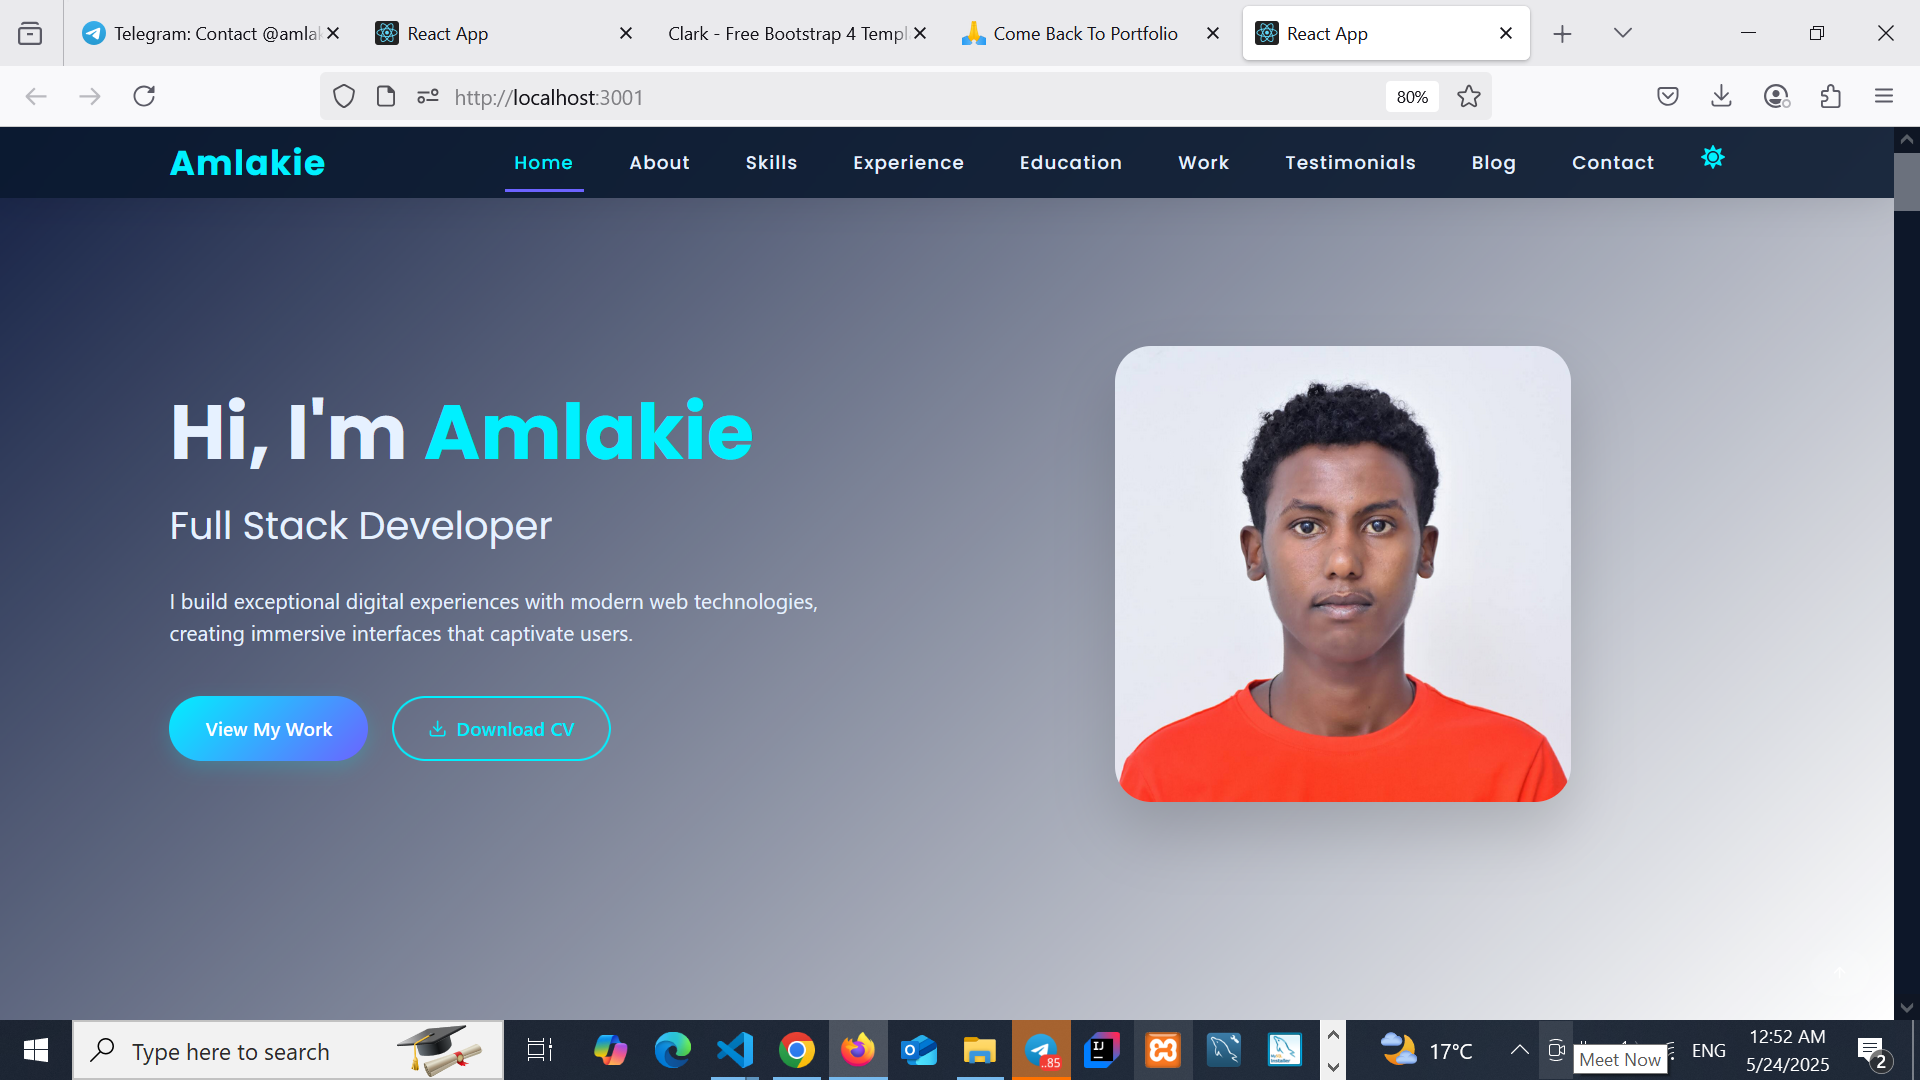 Telegram: Contact @amlak
React App
Clark - Free Bootstrap 4 Templ
Come Back To Portfolio
React App
http://localhost:3001
80%
Amlakie
Home
About
Skills
Experience
Education
Work
Testimonials
Blog
Contact
Hi, I'm Amlakie
Full Stack Developer
I build exceptional digital experiences with modern web technologies,
creating immersive interfaces that captivate users.
View My Work
Download CV
Type here to search
..85
17°C
Meet Now
ENG
12:52 AM
5/24/2025
2